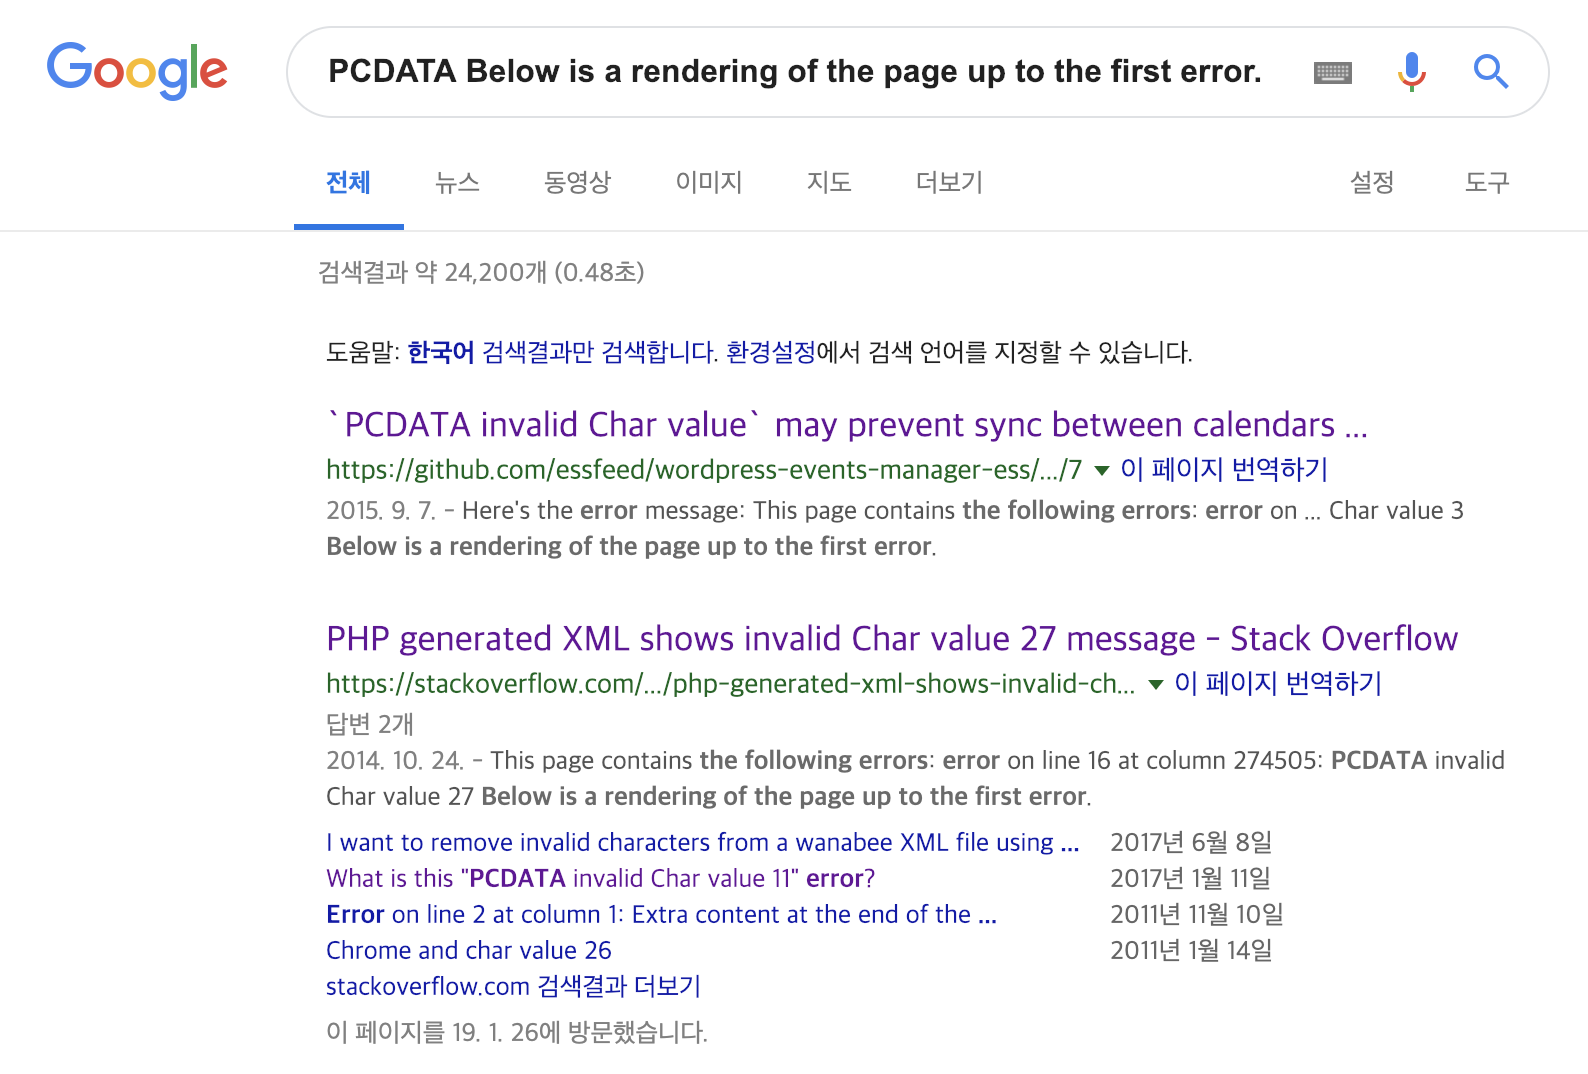 Google
PCDATA Below is a rendering of the page up to the first error.
전체 뉴스 동영상 이미지 지도 더보기 설정 도구
검색결과 약 24,200개 (0.48초)
도움말: 한국어 검색결과만 검색합니다. 환경설정에서 검색 언어를 지정할 수 있습니다.
`PCDATA invalid Char value` may prevent sync between calendars ...
https://github.com/essfeed/wordpress-events-manager-ess/.../7 ▼ 이 페이지 번역하기
2015. 9. 7. - Here's the error message: This page contains the following errors: error on ... Char value 3
Below is a rendering of the page up to the first error.
PHP generated XML shows invalid Char value 27 message - Stack Overflow
https://stackoverflow.com/.../php-generated-xml-shows-invalid-ch... ▼ 이 페이지 번역하기
답변 2개
2014. 10. 24. - This page contains the following errors: error on line 16 at column 274505: PCDATA invalid
Char value 27 Below is a rendering of the page up to the first error.
I want to remove invalid characters from a wanabee XML file using ... 2017년 6월 8일
What is this "PCDATA invalid Char value 11" error? 2017년 1월 11일
Error on line 2 at column 1: Extra content at the end of the ... 2011년 11월 10일
Chrome and char value 26 2011년 1월 14일
stackoverflow.com 검색결과 더보기
이 페이지를 19. 1. 26에 방문했습니다.